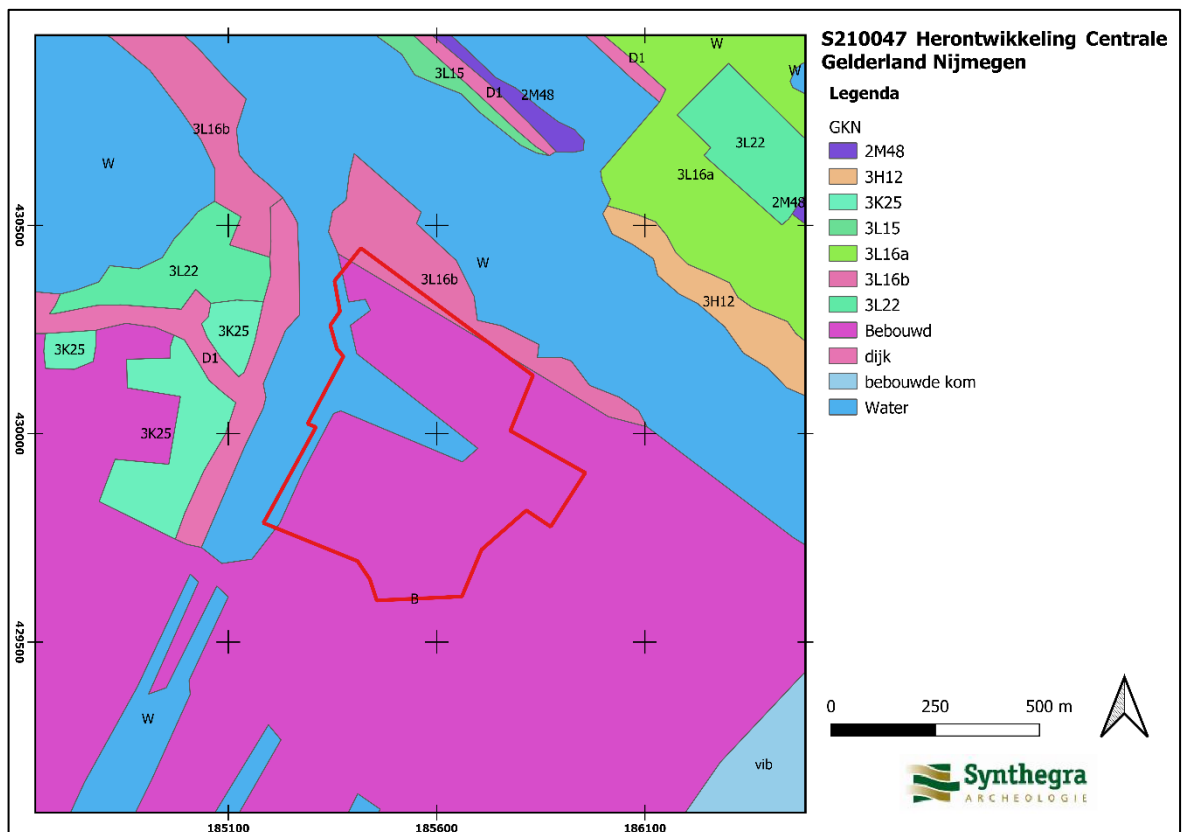 S210047 Herontwikkeling Centrale
Gelderland Nijmegen
Legenda
GKN
2M48
3H12
3K25
3L15
3L16a
3L16b
3L22
Bebouwd
dijk
bebouwde kom
Water
0 250 500 m
Synthegra
ARCHEOLOGIE
W
D1
W
3L15
D1
2M48
3L16b
W
3L22
3L16a
2M48
430500
3L22
W
3L16b
3H12
3K25
3K25
D1
430000
3K25
B
429500
W
vib
185100 185600 186100